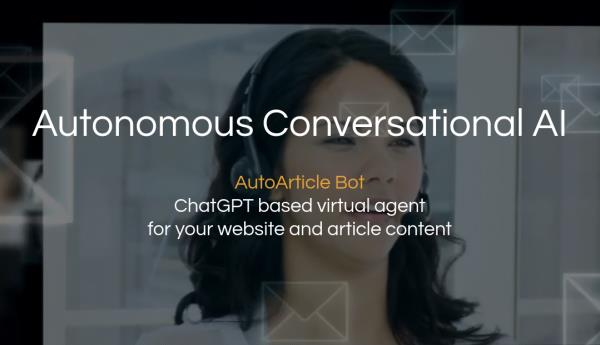 Autonomous Conversational AI
AutoArticle Bot
ChatGPT based virtual agent
for your website and article content